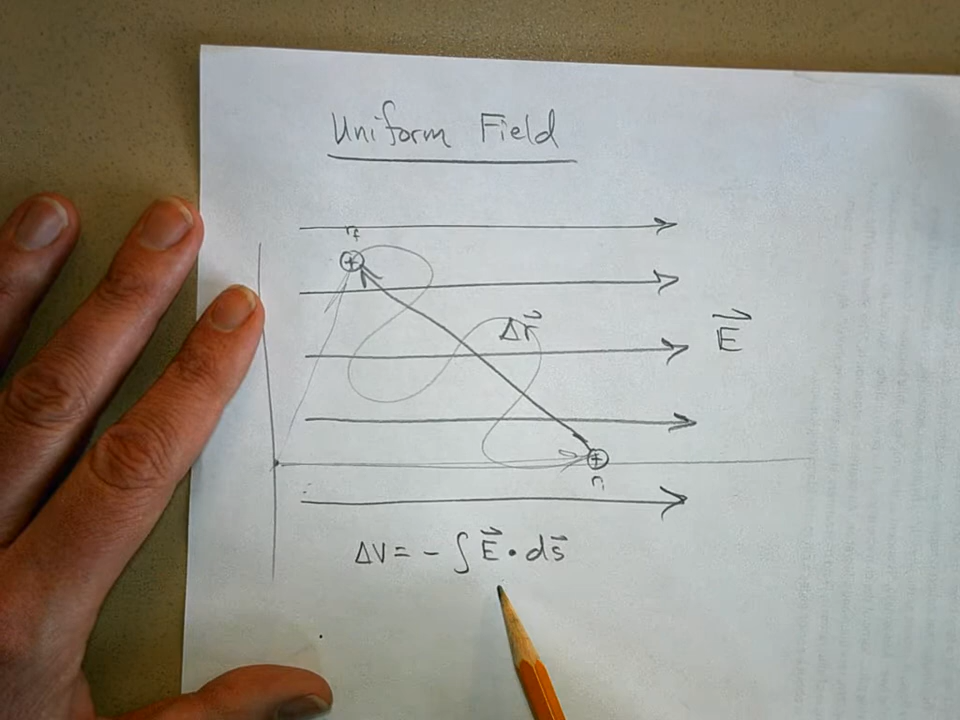 Uniform Field
r_f
Δr⃗
E⃗
r_i
ΔV = - ∫ E⃗ • ds⃗